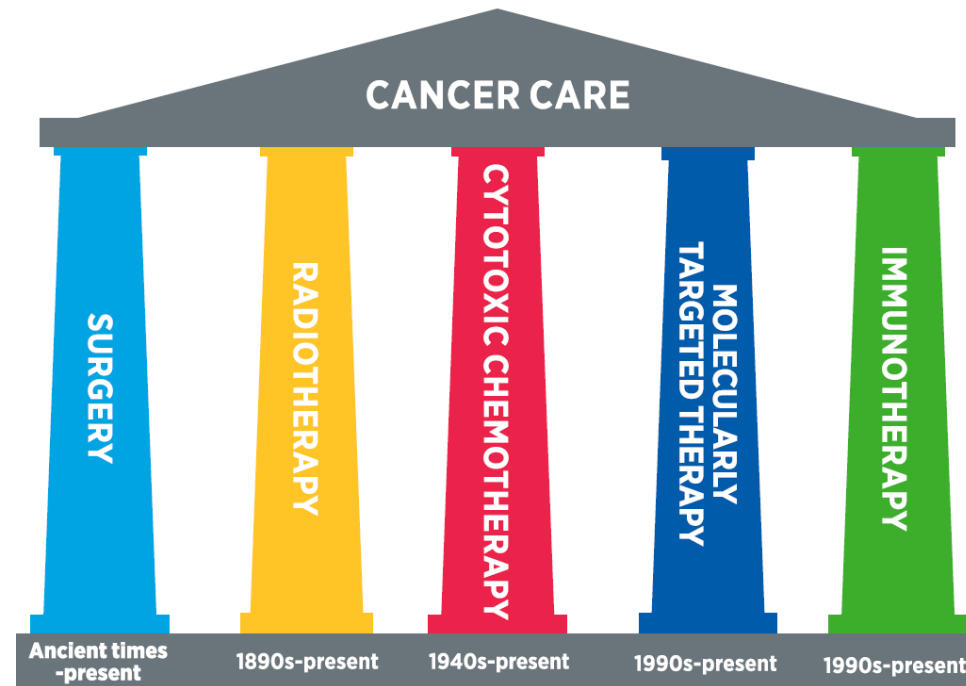 CANCER CARE
SURGERY
RADIOTHERAPY
CYTOTOXIC CHEMOTHERAPY
MOLECULARLY
TARGETED THERAPY
IMMUNOTHERAPY
Ancient times
-present
1890s-present
1940s-present
1990s-present
1990s-present